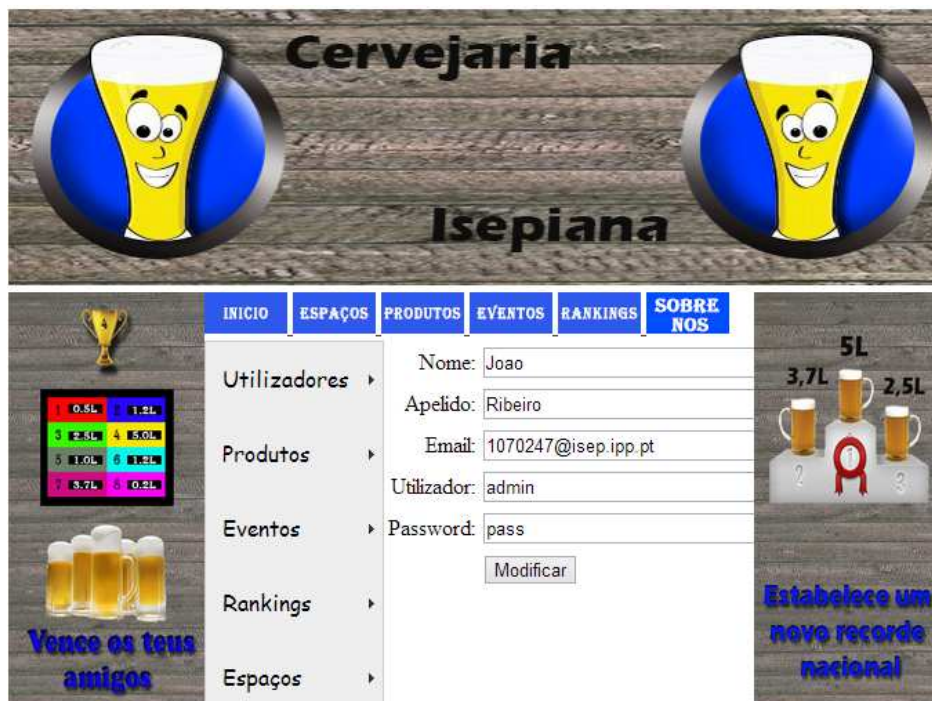 Cervejaria
Isepiana
INICIO
ESPAÇOS
PRODUTOS
EVENTOS
RANKINGS
SOBRE
NOS
4
1 0.5L 2 1.2L
3 2.5L 4 5.0L
5 1.0L 6 1.2L
7 3.7L 8 0.2L
Vence os teus
amigos
Utilizadores
Produtos
Eventos
Rankings
Espaços
Nome: Joao
Apelido: Ribeiro
Email: 1070247@isep.ipp.pt
Utilizador: admin
Password: pass
Modificar
5L
3,7L
2,5L
1
2
3
Estabelece um
novo recorde
nacional